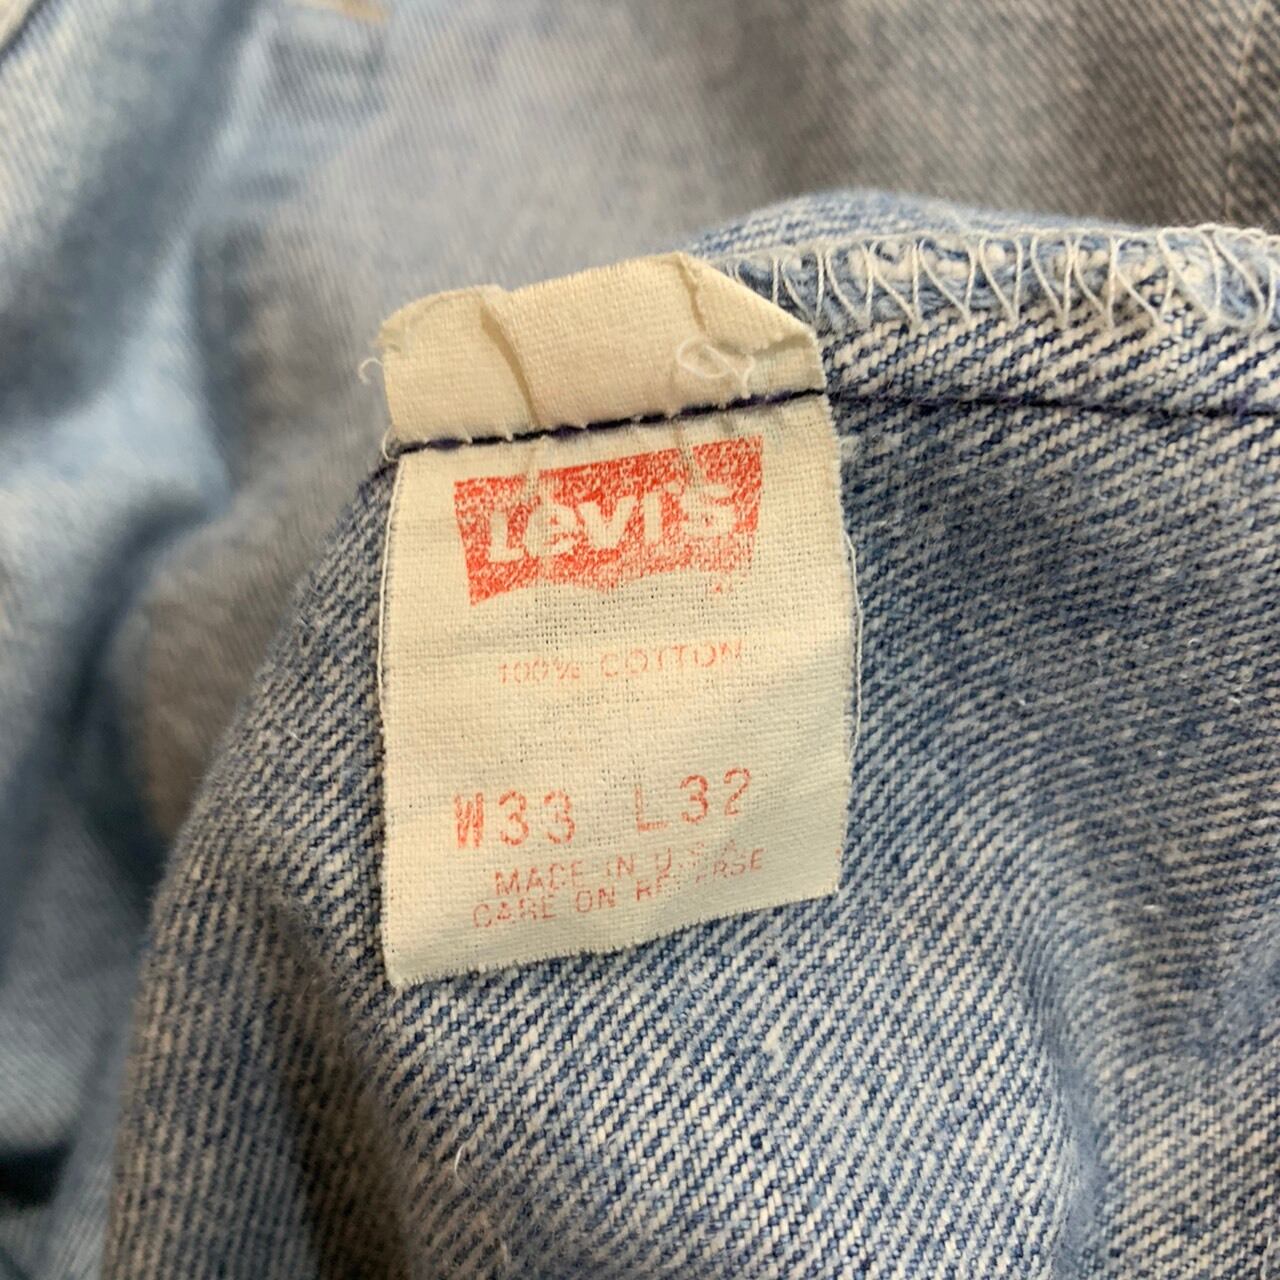 Levi's
100% COTTON
W33 L32
MADE IN U.S.A.
CARE ON REVERSE